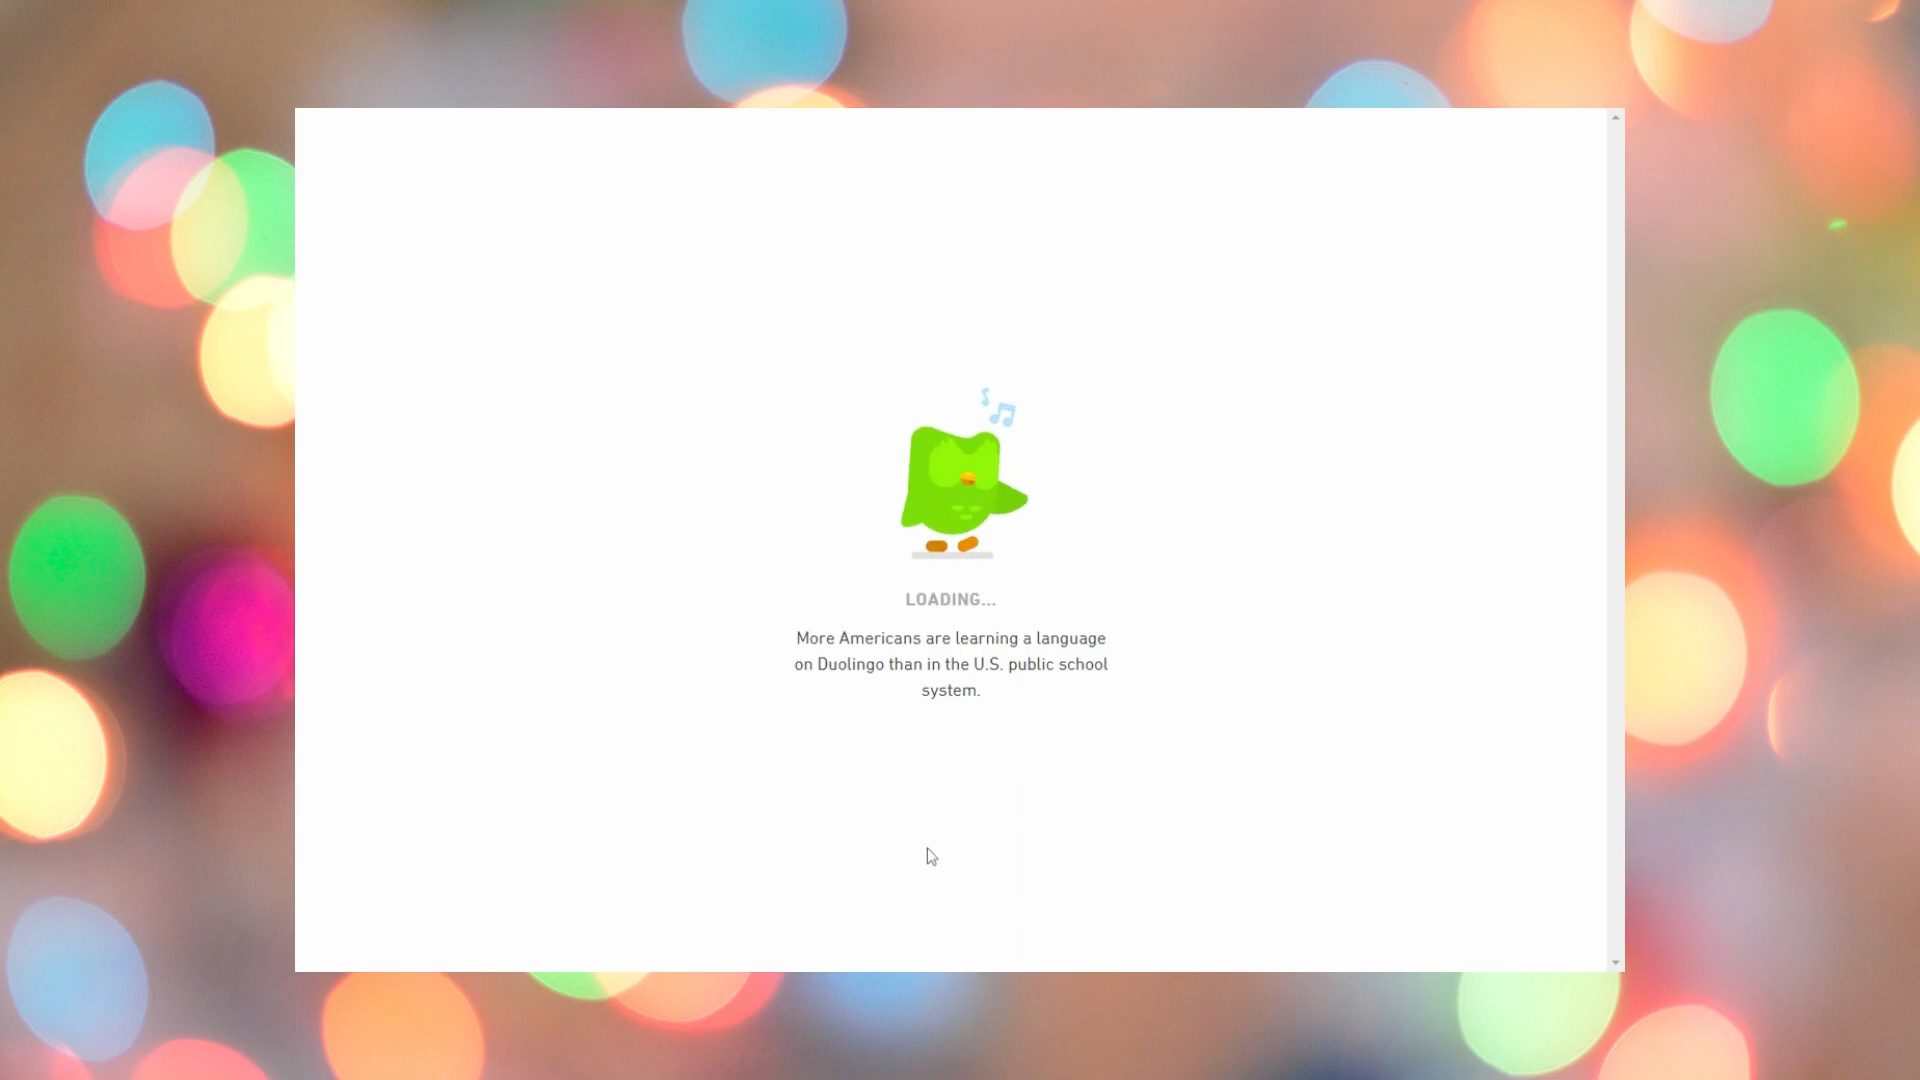 LOADING...
More Americans are learning a language
on Duolingo than in the U.S. public school
system.